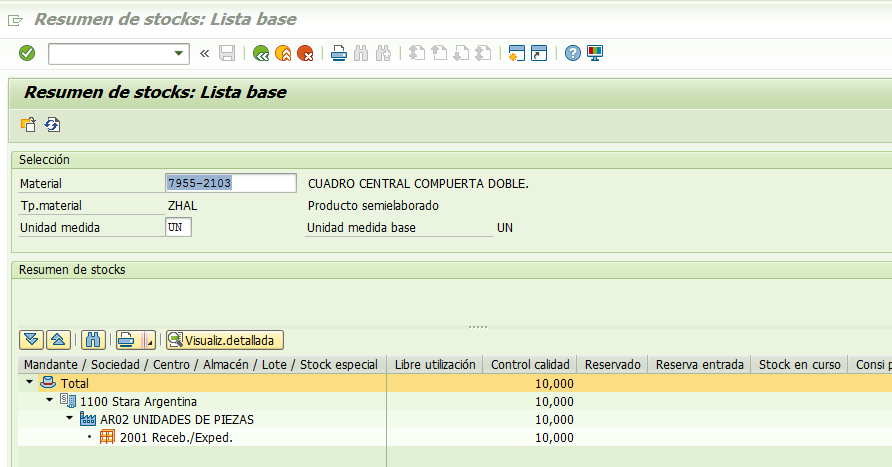 Resumen de stocks: Lista base
Resumen de stocks: Lista base
Selección
Material 7955-2103 CUADRO CENTRAL COMPUERTA DOBLE.
Tp.material ZHAL Producto semielaborado
Unidad medida UN Unidad medida base UN
Resumen de stocks
Visualiz.detallada
Mandante / Sociedad / Centro / Almacén / Lote / Stock especial Libre utilización Control calidad Reservado Reserva entrada Stock en curso Consi p
Total 10,000
1100 Stara Argentina 10,000
AR02 UNIDADES DE PIEZAS 10,000
2001 Receb./Exped. 10,000